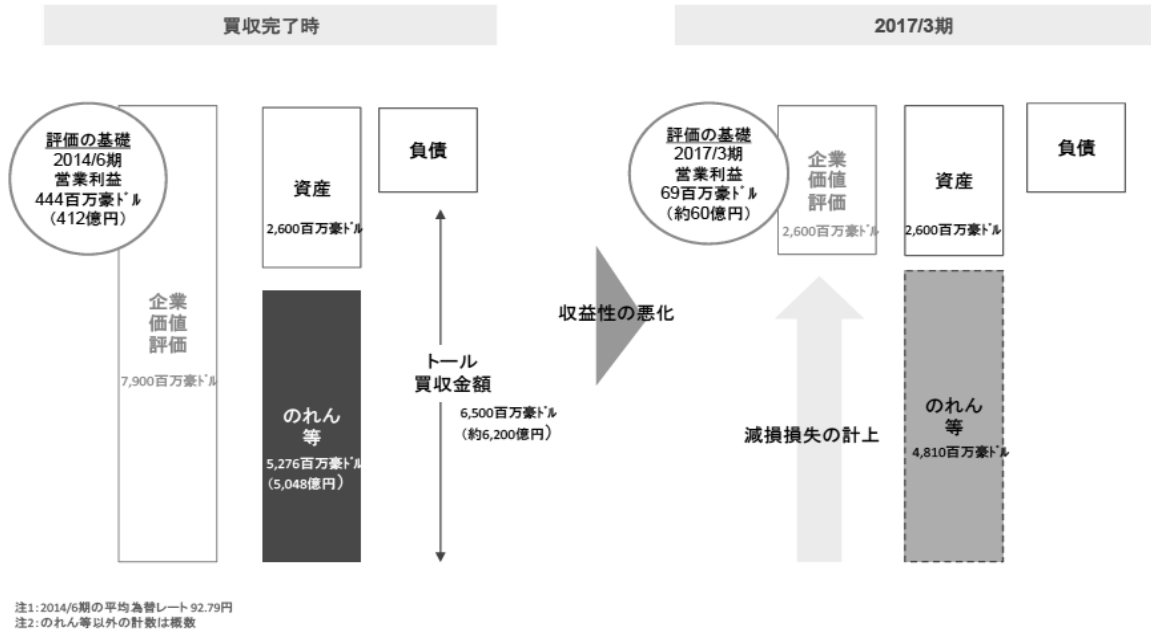 買収完了時
評価の基礎
2014/6期
営業利益
444百万豪ドル
(412億円)
企業
価値
評価
7,900百万豪ドル
資産
2,600百万豪ドル
のれん
等
5,276百万豪ドル
(5,048億円)
負債
トール
買収金額
6,500百万豪ドル
(約6,200億円)
収益性の悪化
2017/3期
評価の基礎
2017/3期
営業利益
69百万豪ドル
(約60億円)
企業
価値
評価
2,600百万豪ドル
減損損失の計上
資産
2,600百万豪ドル
のれん
等
4,810百万豪ドル
負債
注1:2014/6期の平均為替レート92.79円
注2:のれん等以外の計数は概数